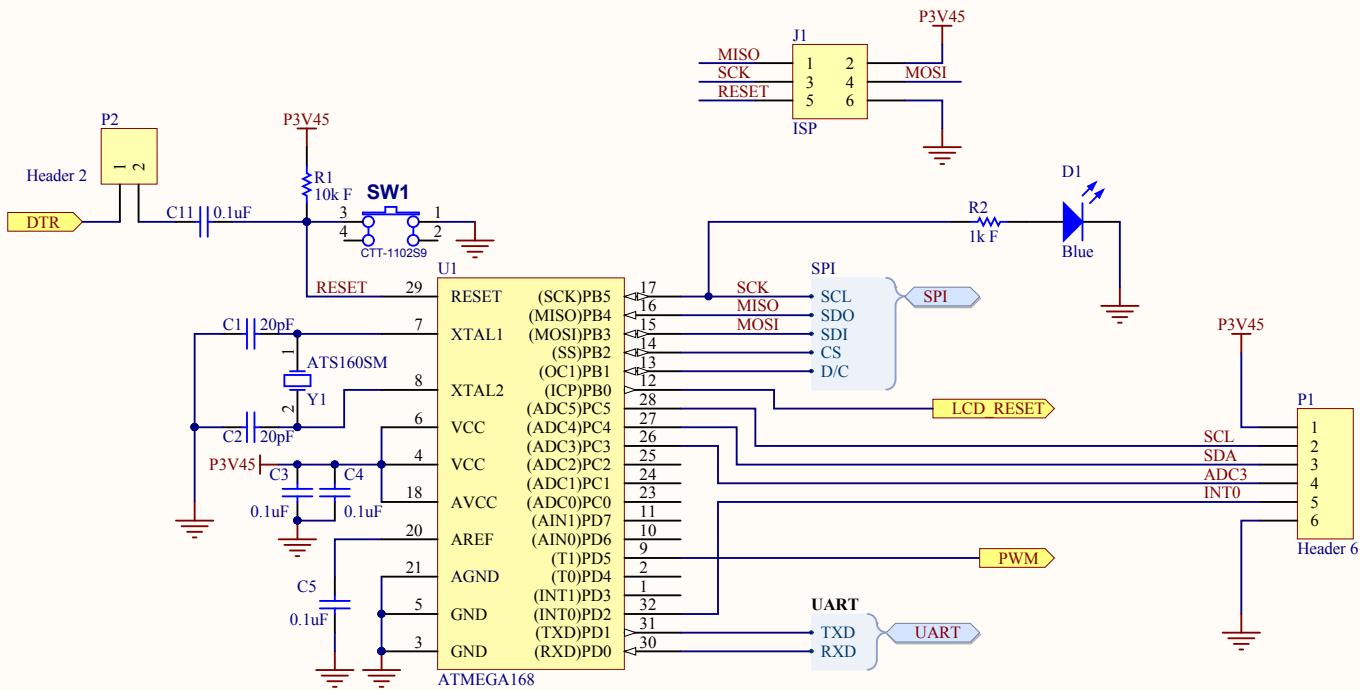 P3V45
J1
MISO 1 2
SCK 3 4 MOSI
RESET 5 6
ISP
P2
1 2
Header 2
DTR
C11 0.1uF
P3V45
R1
10k F
SW1
3 1
4 2
CTT-1102S9
D1
R2
1k F
Blue
U1
RESET 29 RESET
C1 20pF
7 XTAL1
1
ATS160SM
Y1
2
8 XTAL2
C2 20pF
6 VCC
P3V45
4 VCC
C3 C4
0.1uF 0.1uF
18 AVCC
20 AREF
C5
0.1uF
21 AGND
5 GND
3 GND
ATMEGA168
(SCK)PB5 17 SCK
(MISO)PB4 16 MISO
(MOSI)PB3 15 MOSI
(SS)PB2 14
(OC1)PB1 13
(ICP)PB0 12
(ADC5)PC5 28
(ADC4)PC4 27
(ADC3)PC3 26
(ADC2)PC2 25
(ADC1)PC1 24
(ADC0)PC0 23
(AIN1)PD7 11
(AIN0)PD6 10
(T1)PD5 9
(T0)PD4 2
(INT1)PD3 1
(INT0)PD2 32
(TXD)PD1 31
(RXD)PD0 30
SPI
SCL
SDO
SDI
CS
D/C
SPI
LCD_RESET
PWM
UART
TXD
RXD
UART
P3V45
P1
1
SCL 2
SDA 3
ADC3 4
INT0 5
6
Header 6